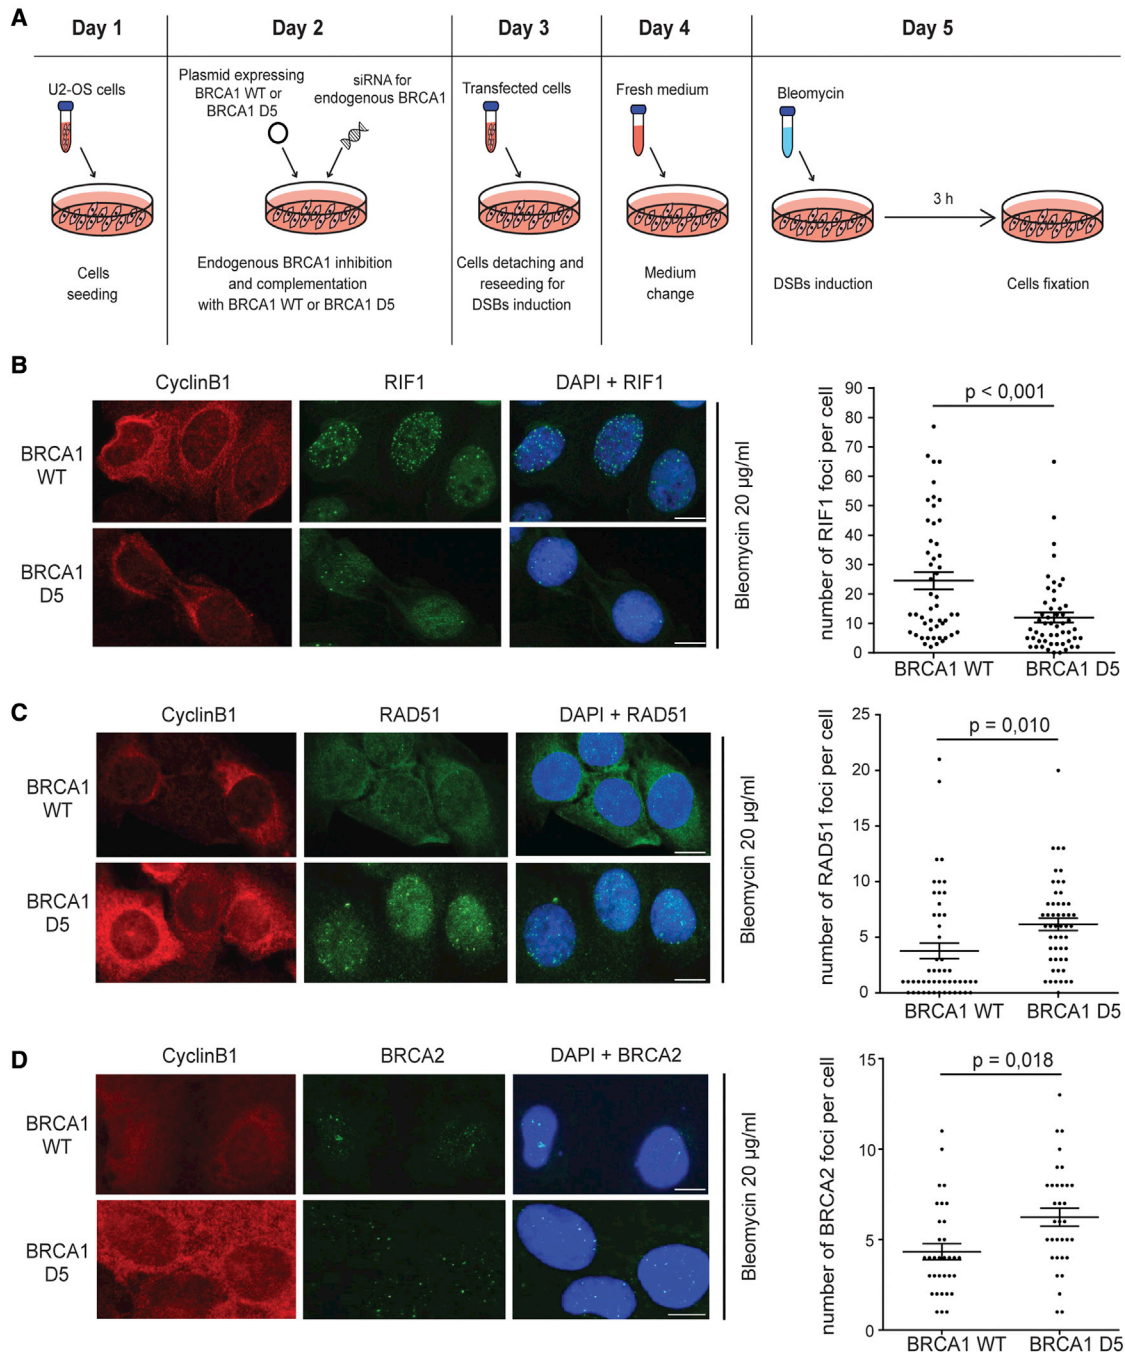 A
Day 1
Day 2
Day 3
Day 4
Day 5
U2-OS cells
Plasmid expressing
BRCA1 WT or
BRCA1 D5
siRNA for
endogenous BRCA1
Transfected cells
Fresh medium
Bleomycin
3 h
Cells
seeding
Endogenous BRCA1 inhibition
and complementation
with BRCA1 WT or BRCA1 D5
Cells detaching and
reseeding for
DSBs induction
Medium
change
DSBs induction
Cells fixation
B
CyclinB1
RIF1
DAPI + RIF1
BRCA1
WT
BRCA1
D5
Bleomycin 20 µg/ml
number of RIF1 foci per cell
90
80
70
60
50
40
30
20
10
0
p < 0,001
BRCA1 WT
BRCA1 D5
C
CyclinB1
RAD51
DAPI + RAD51
BRCA1
WT
BRCA1
D5
Bleomycin 20 µg/ml
number of RAD51 foci per cell
25
20
15
10
5
0
p = 0,010
BRCA1 WT
BRCA1 D5
D
CyclinB1
BRCA2
DAPI + BRCA2
BRCA1
WT
BRCA1
D5
Bleomycin 20 µg/ml
number of BRCA2 foci per cell
15
10
5
0
p = 0,018
BRCA1 WT
BRCA1 D5